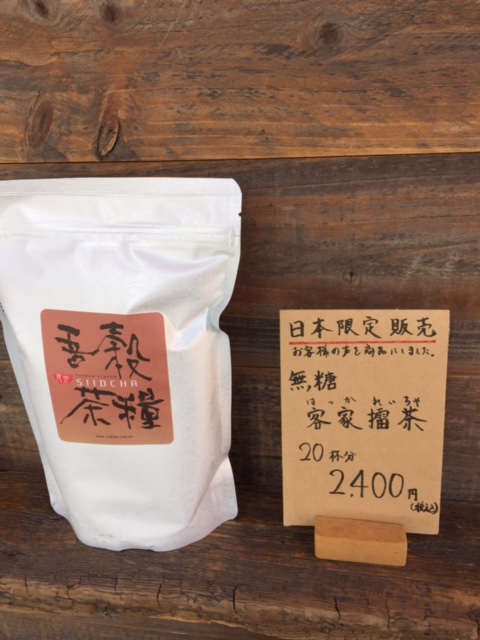 吾穀
SIIDCHA
茶糧
日本限定販売
お客様の声を商品にしました。
無糖
はっか れいちゃ
客家擂茶
20杯分
2.400円
(税込)